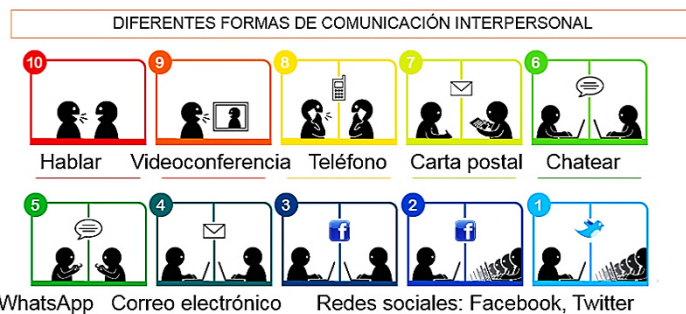 DIFERENTES FORMAS DE COMUNICACIÓN INTERPERSONAL
10 9 8 7 6
Hablar Videoconferencia Teléfono Carta postal Chatear
5 4 3 2 1
f f
WhatsApp Correo electrónico Redes sociales: Facebook, Twitter